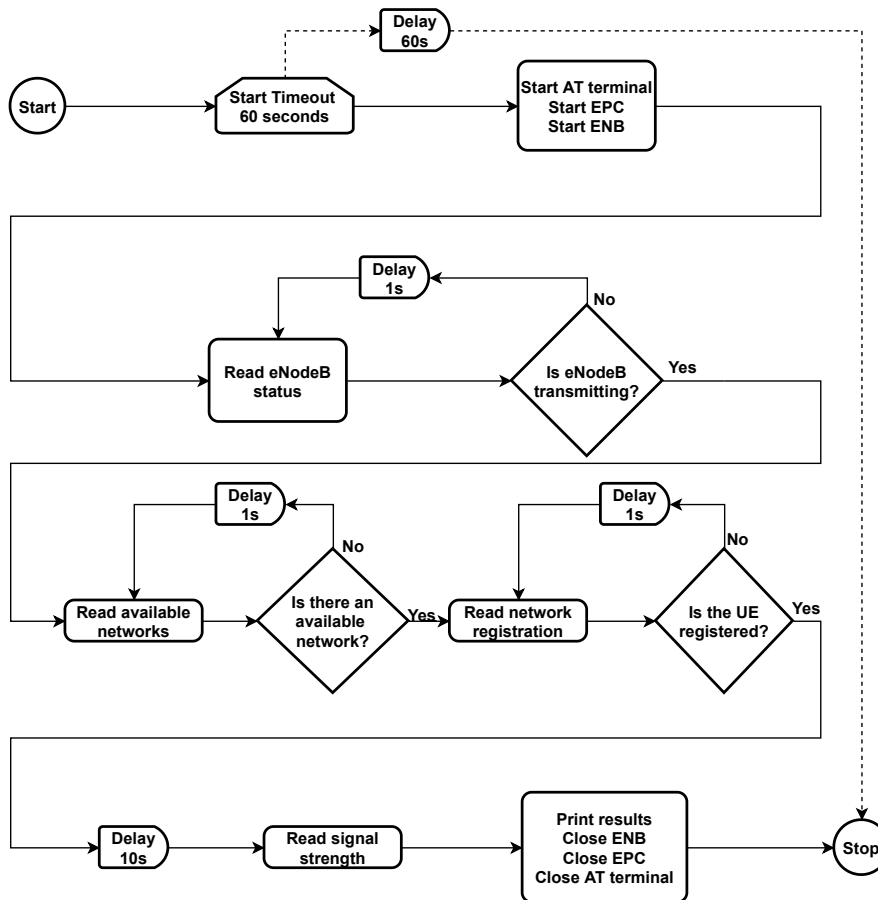 Delay
60s
Start
Start Timeout
60 seconds
Start AT terminal
Start EPC
Start ENB
Delay
1s
No
Read eNodeB
status
Is eNodeB
transmitting?
Yes
Delay
1s
No
Read available
networks
Is there an
available
network?
Yes
Delay
1s
No
Read network
registration
Is the UE
registered?
Yes
Delay
10s
Read signal
strength
Print results
Close ENB
Close EPC
Close AT terminal
Stop